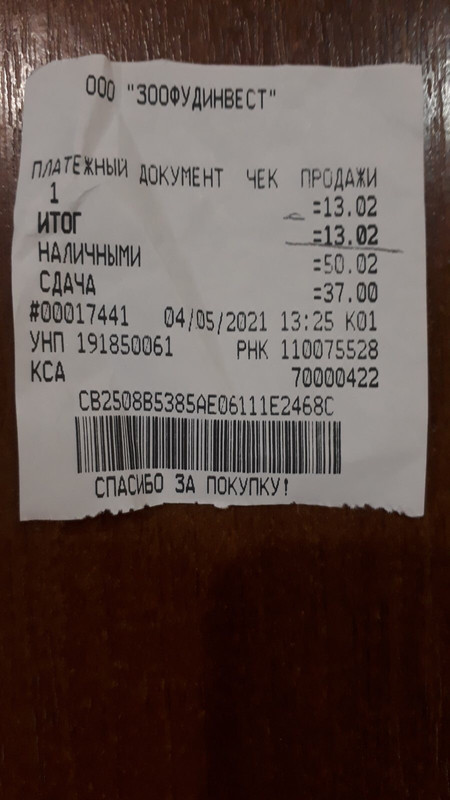 ООО "ЗООФУДИНВЕСТ"
ПЛАТЕЖНЫЙ ДОКУМЕНТ ЧЕК ПРОДАЖИ
1 =13.02
ИТОГ =13.02
НАЛИЧНЫМИ =50.02
СДАЧА =37.00
#00017441 04/05/2021 13:25 К01
УНП 191850061 РНК 110075528
КСА 70000422
CB2508B5385AE06111E2468C
СПАСИБО ЗА ПОКУПКУ!